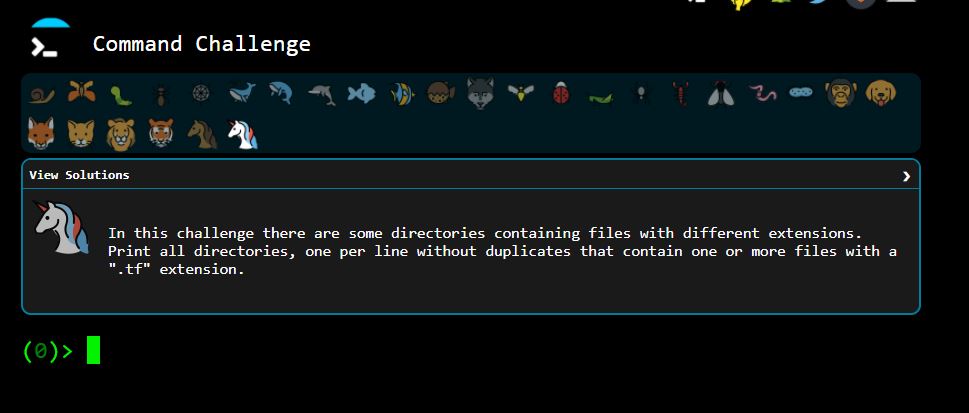 >_
Command Challenge
View Solutions ❯
In this challenge there are some directories containing files with different extensions.
Print all directories, one per line without duplicates that contain one or more files with a
".tf" extension.
(0)>